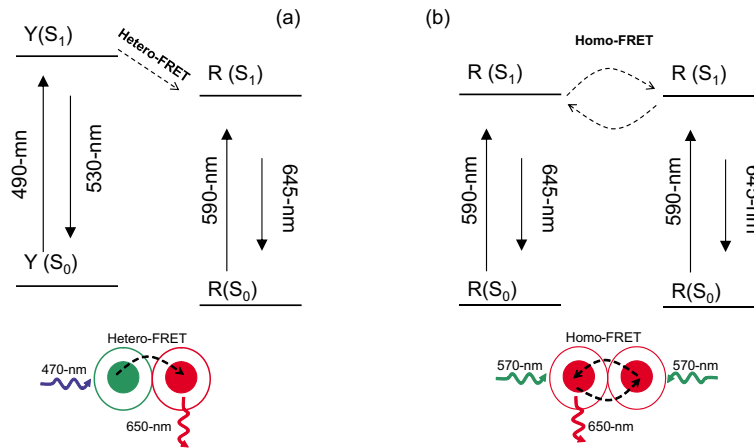 (a)
Y(S1)
Hetero-FRET
R (S1)
490-mn
530-nm
590-nm
645-nm
Y (S0)
R(S0)
Hetero-FRET
470-nm
650-nm
(b)
Homo-FRET
R (S1)
R (S1)
590-nm
645-nm
590-nm
645-nm
R(S0)
R(S0)
Homo-FRET
570-nm
570-nm
650-nm